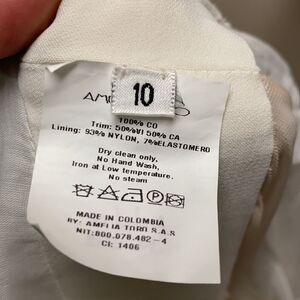 10
100% CO
Trim: 50%VI 50% CA
Lining: 93% NYLON, 7%ELASTOMERO
Dry clean only,
No Hand Wash,
Iron at Low temperature.
No steam
MADE IN COLOMBIA
BY: AMELIA TORO S.A.S
NIT:800.078.482-4
CI: 1406